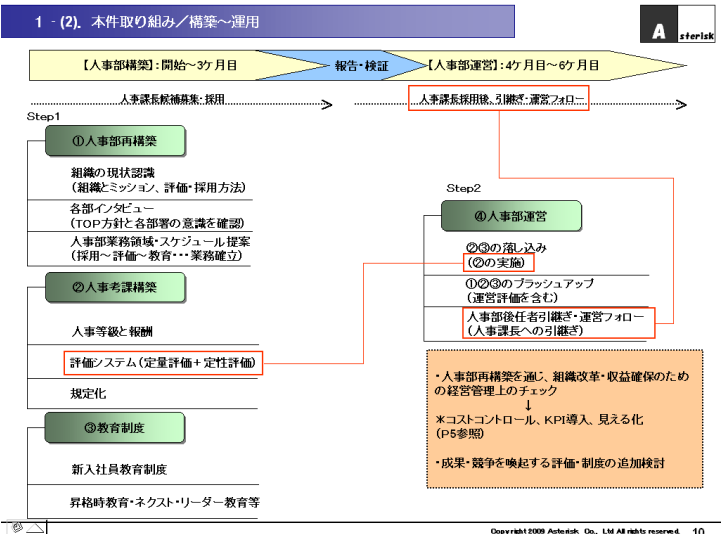 1 - (2). 本件取り組み／構築～運用
A sterisk
【人事部構築】：開始～3ケ月目
報告・検証
【人事部運営】：4ケ月目～6ケ月目
人事課長候補募集・採用
人事課長採用後、引継ぎ・運営フォロー
Step1
①人事部再構築
組織の現状認識
（組織とミッション、評価・採用方法）
各部インタビュー
（TOP方針と各部署の意識を確認）
人事部業務領域・スケジュール提案
（採用～評価～教育・・・業務確立）
②人事考課構築
人事等級と報酬
評価システム（定量評価＋定性評価）
規定化
③教育制度
新入社員教育制度
昇格時教育・ネクスト・リーダー教育等
Step2
④人事部運営
②③の落し込み
（②の実施）
①②③のブラッシュアップ
（運営評価を含む）
人事部後任者引継ぎ・運営フォロー
（人事課長への引継ぎ）
・人事部再構築を通じ、組織改革・収益確保のため
の経営管理上のチェック
↓
＊コストコントロール、KPI導入、見える化
（P5参照）
・成果・競争を喚起する評価・制度の追加検討
Copyright 2009 Asterisk Co., Ltd All rights reserved. 10